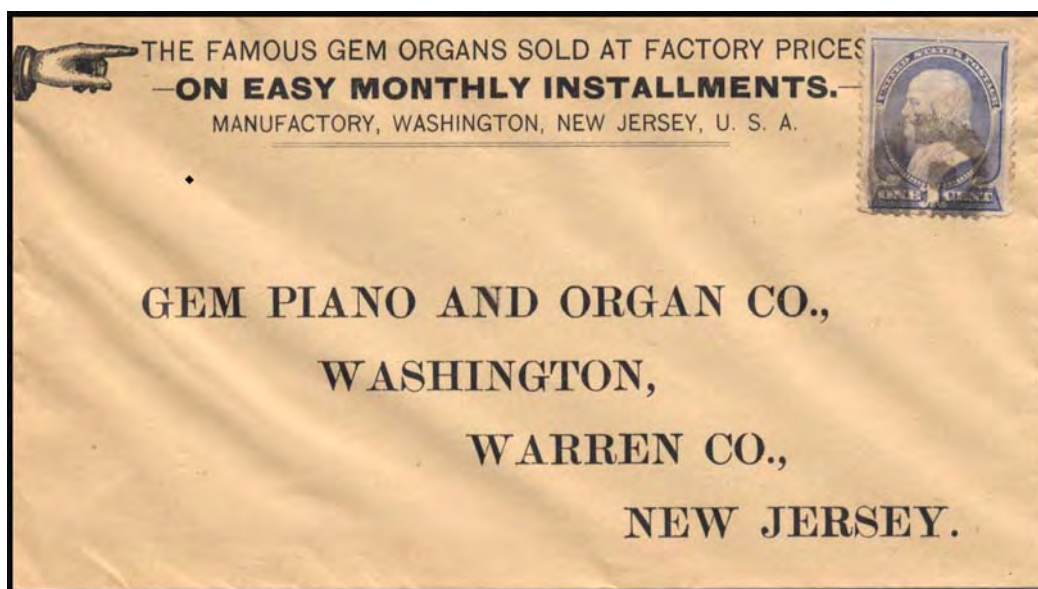 THE FAMOUS GEM ORGANS SOLD AT FACTORY PRICES
—ON EASY MONTHLY INSTALLMENTS.—
MANUFACTORY, WASHINGTON, NEW JERSEY, U. S. A.
UNITED STATES POSTAGE
ONE CENT
GEM PIANO AND ORGAN CO.,
WASHINGTON,
WARREN CO.,
NEW JERSEY.